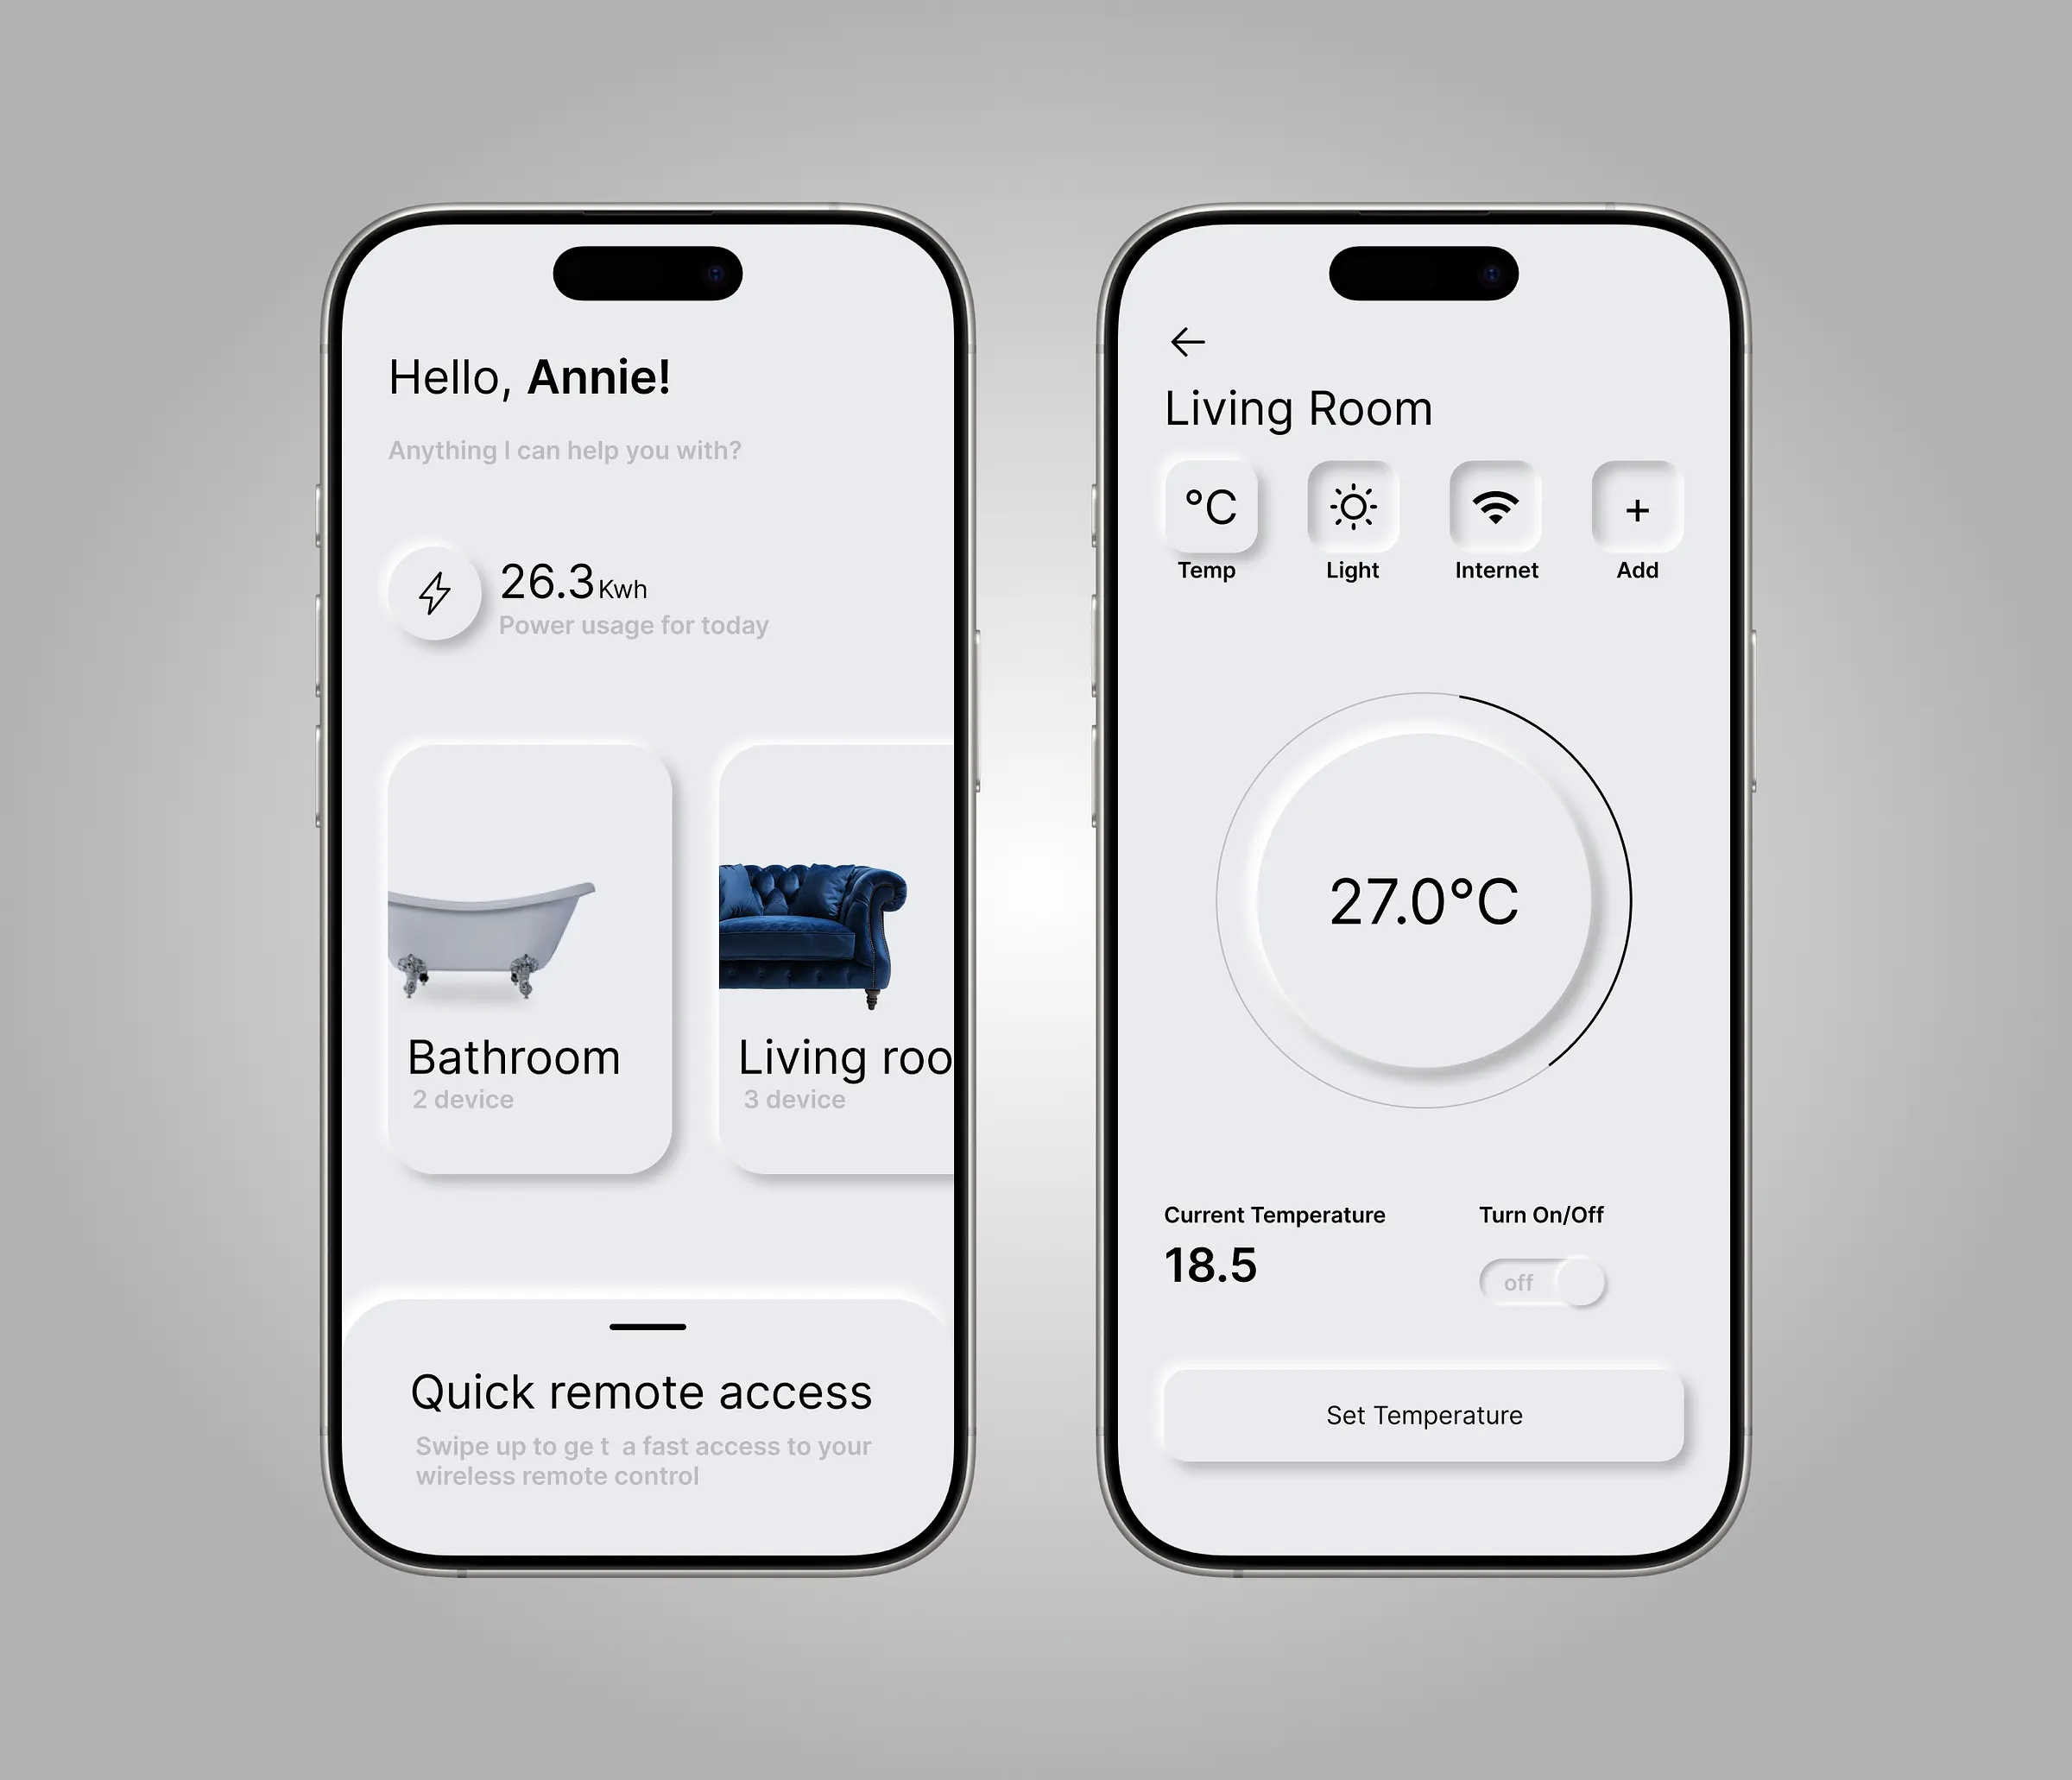 Hello, Annie!
Anything I can help you with?
26.3 Kwh
Power usage for today
Bathroom
2 device
Living roo
3 device
Quick remote access
Swipe up to ge t  a fast access to your
wireless remote control
Living Room
°C
Temp
Light
Internet
+
Add
27.0°C
Current Temperature
18.5
Turn On/Off
off
Set Temperature